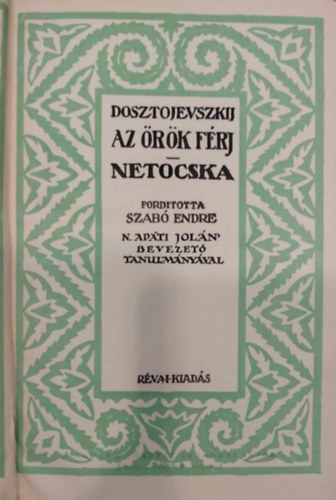 DOSZTOJEVSZKIJ
AZ ÖRÖK FÉRJ
NETOCSKA
FORDITOTTA
SZABÓ ENDRE
N. APÁTI JOLÁN
BEVEZETŐ
TANULMÁNYÁVAL
RÉVAI-KIADÁS